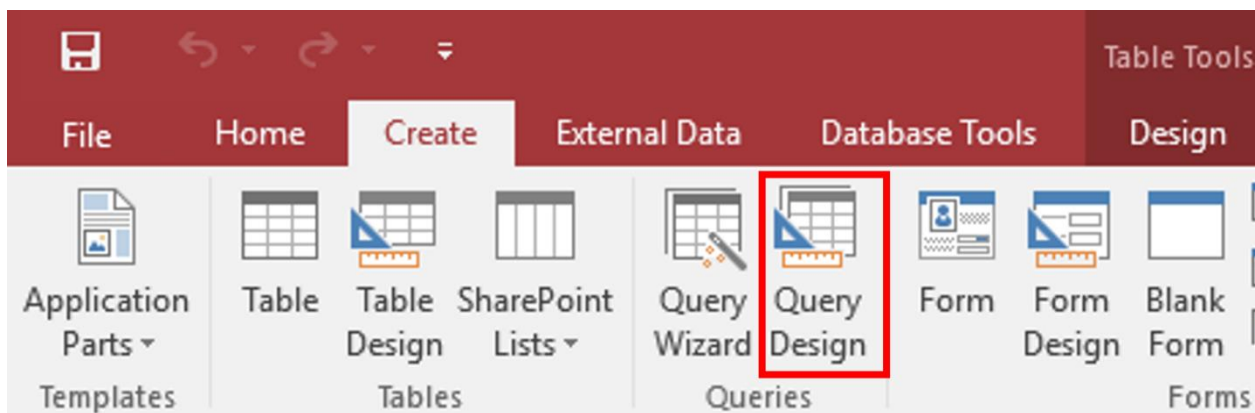 Table Tools
File Home Create External Data Database Tools Design
Application Parts Table Table Design SharePoint Lists Query Wizard Query Design Form Form Design Blank Form
Templates Tables Queries Forms